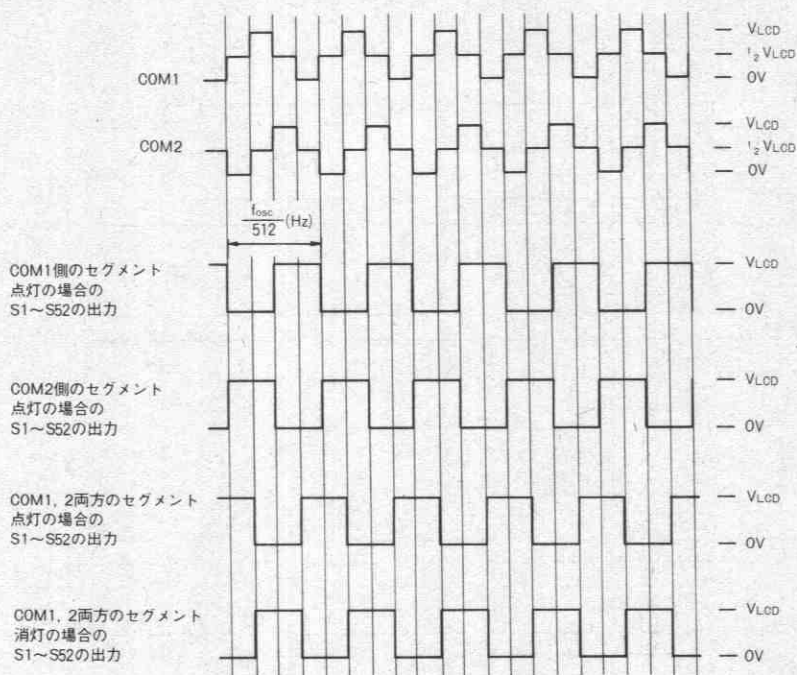 VLCD
1/2 VLCD
COM1
0V
VLCD
COM2
1/2 VLCD
0V
fosc/512 (Hz)
COM1側のセグメント
点灯の場合の
S1～S52の出力
VLCD
0V
COM2側のセグメント
点灯の場合の
S1～S52の出力
VLCD
0V
COM1, 2両方のセグメント
点灯の場合の
S1～S52の出力
VLCD
0V
COM1, 2両方のセグメント
消灯の場合の
S1～S52の出力
VLCD
0V